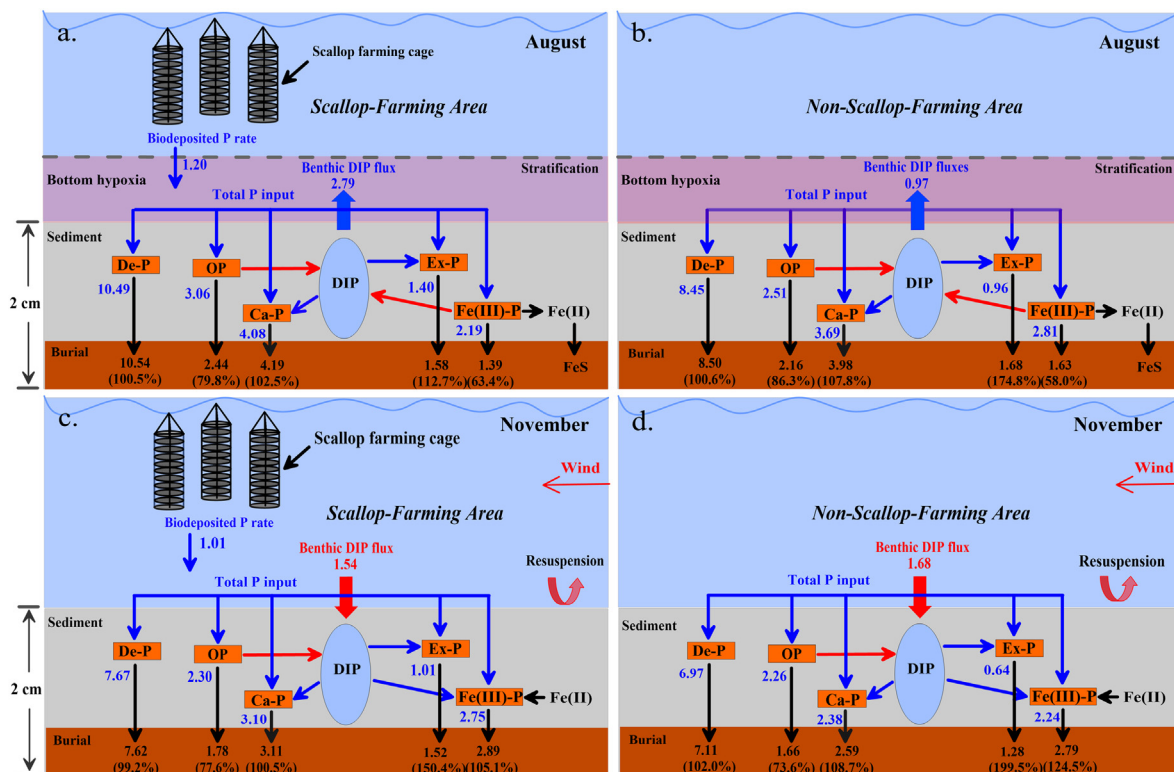 a.
August
Scallop farming cage
Scallop-Farming Area
Biodeposited P rate
1.20
Benthic DIP flux
2.79
Stratification
Bottom hypoxia
Total P input
Sediment
De-P
10.49
OP
3.06
DIP
Ex-P
1.40
Ca-P
4.08
Fe(III)-P
2.19
Fe(II)
2 cm
Burial
10.54
(100.5%)
2.44
(79.8%)
4.19
(102.5%)
1.58
(112.7%)
1.39
(63.4%)
FeS
b.
August
Non-Scallop-Farming Area
Benthic DIP fluxes
0.97
Stratification
Bottom hypoxia
Total P input
Sediment
De-P
8.45
OP
2.51
DIP
Ex-P
0.96
Ca-P
3.69
Fe(III)-P
2.81
Fe(II)
Burial
8.50
(100.6%)
2.16
(86.3%)
3.98
(107.8%)
1.68
(174.8%)
1.63
(58.0%)
FeS
c.
November
Scallop farming cage
Wind
Scallop-Farming Area
Biodeposited P rate
1.01
Benthic DIP flux
1.54
Resuspension
Total P input
Sediment
De-P
7.67
OP
2.30
DIP
Ex-P
1.01
Ca-P
3.10
Fe(III)-P
2.75
Fe(II)
2 cm
Burial
7.62
(99.2%)
1.78
(77.6%)
3.11
(100.5%)
1.52
(150.4%)
2.89
(105.1%)
d.
November
Wind
Non-Scallop-Farming Area
Benthic DIP flux
1.68
Resuspension
Total P input
Sediment
De-P
6.97
OP
2.26
DIP
Ex-P
0.64
Ca-P
2.38
Fe(III)-P
2.24
Fe(II)
Burial
7.11
(102.0%)
1.66
(73.6%)
2.59
(108.7%)
1.28
(199.5%)
2.79
(124.5%)